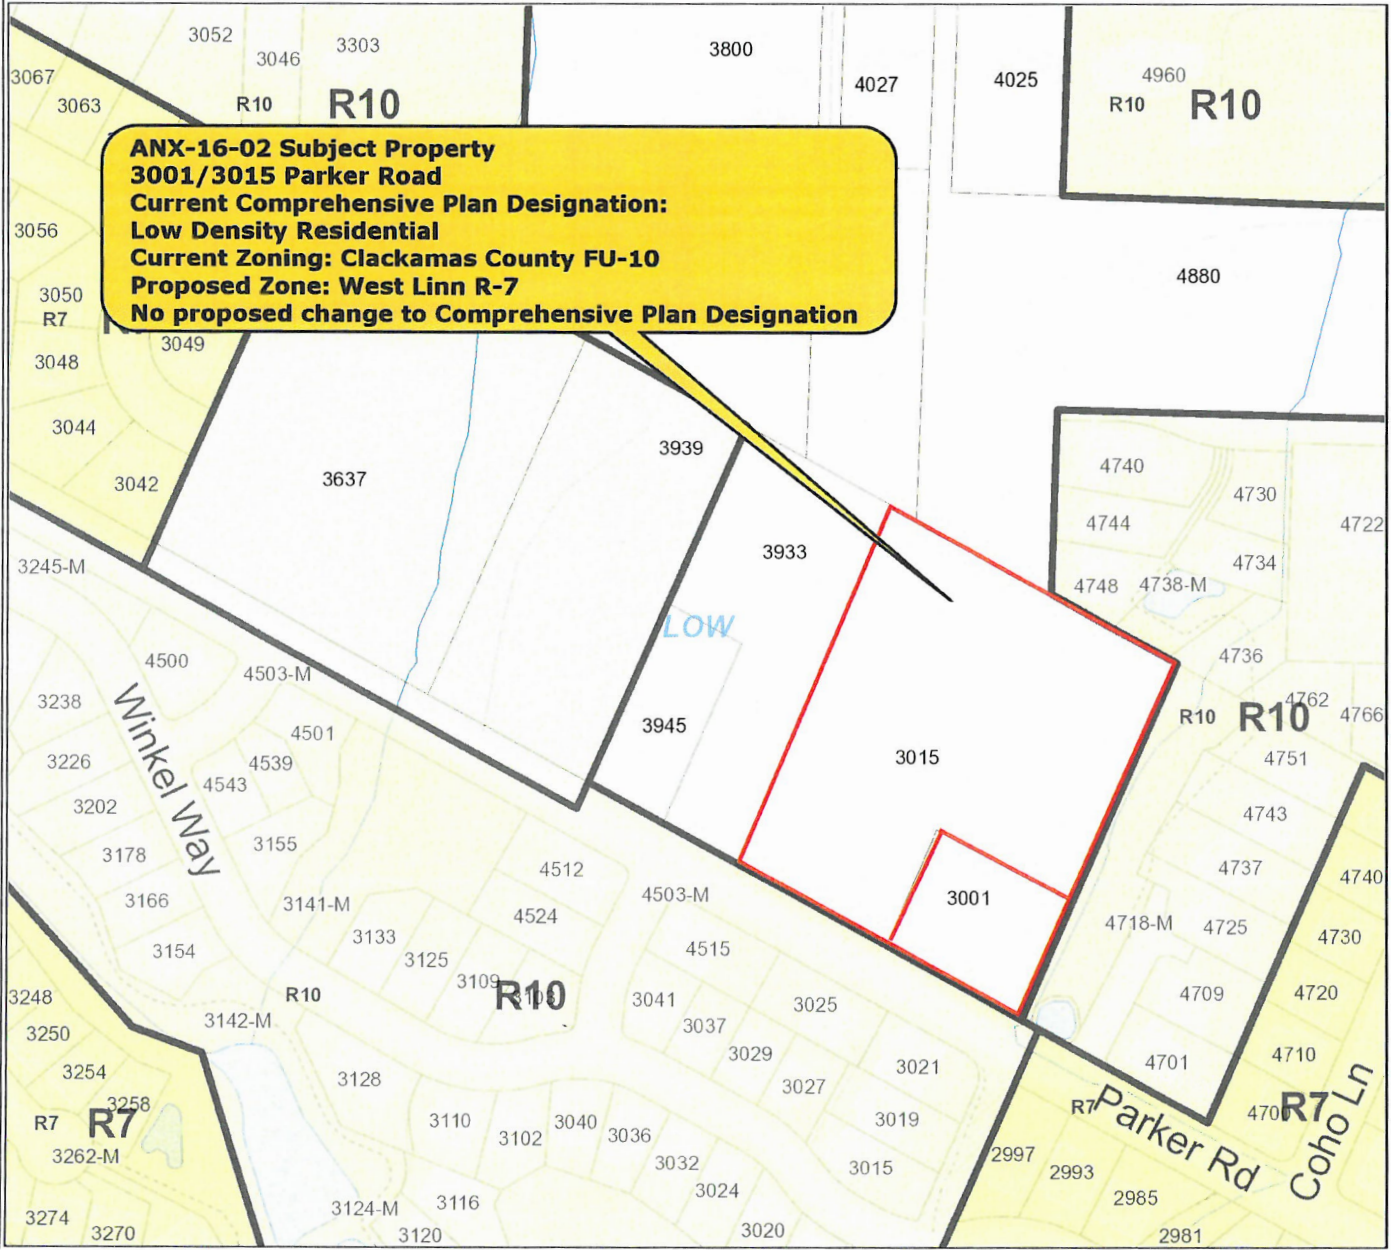 3052
3046
3303
3800
4027
4025
4960
R10
R10
3067
3063
R10
R10
ANX-16-02 Subject Property
3001/3015 Parker Road
Current Comprehensive Plan Designation:
Low Density Residential
Current Zoning: Clackamas County FU-10
Proposed Zone: West Linn R-7
No proposed change to Comprehensive Plan Designation
3056
3050
R7
3049
3048
3044
3042
4880
3637
3939
3933
LOW
3945
3015
3001
4740
4730
4722
4744
4734
4748
4738-M
4736
4762
4766
R10
R10
4751
4743
4737
4740
4718-M
4725
4730
4709
4720
4701
4710
4700
R7
Coho Ln
3245-M
4500
4503-M
3238
Winkel Way
4501
3226
4539
4543
3202
3155
3178
3166
3141-M
3154
3133
3125
3109
3103
R10
R10
4512
4524
4503-M
4515
3041
3037
3025
3029
3027
3021
3019
3015
3248
3250
3142-M
3254
3258
R7
R7
3262-M
3274
3270
3128
3110
3102
3040
3036
3032
3024
3020
3124-M
3116
3120
R7
Parker Rd
2997
2993
2985
2981